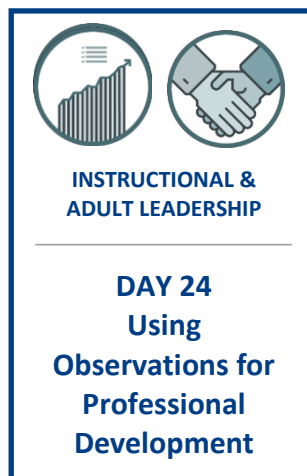 INSTRUCTIONAL &
ADULT LEADERSHIP
DAY 24
Using
Observations for
Professional
Development